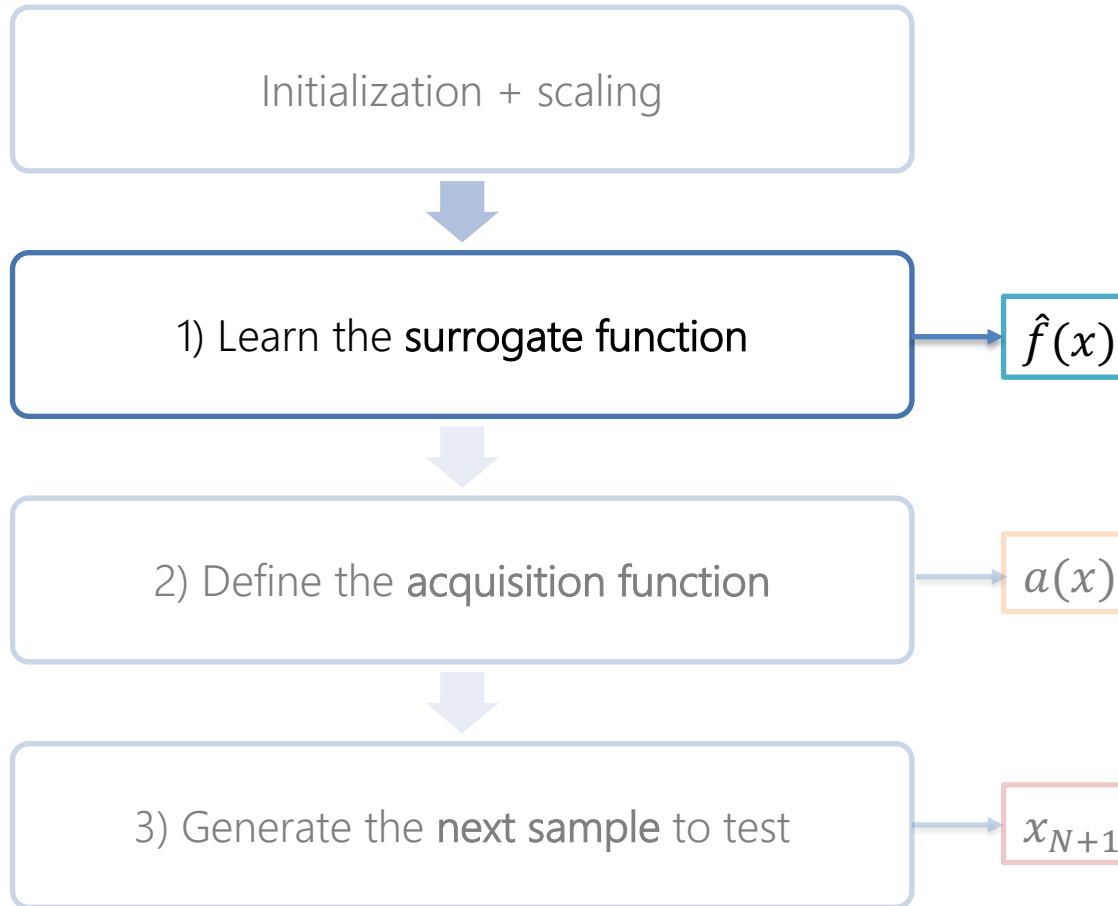 Initialization + scaling
1) Learn the surrogate function
f̂(x)
2) Define the acquisition function
a(x)
3) Generate the next sample to test
x_{N+1}